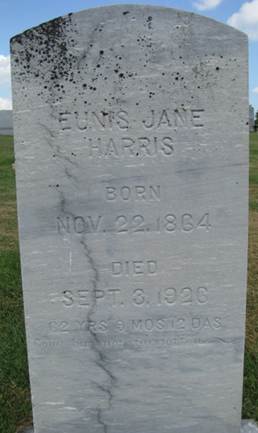 EUNIS JANE
HARRIS
BORN
NOV. 22. 1864
DIED
SEPT. 3. 1926
62 YRS 9 MOS 12 DAS